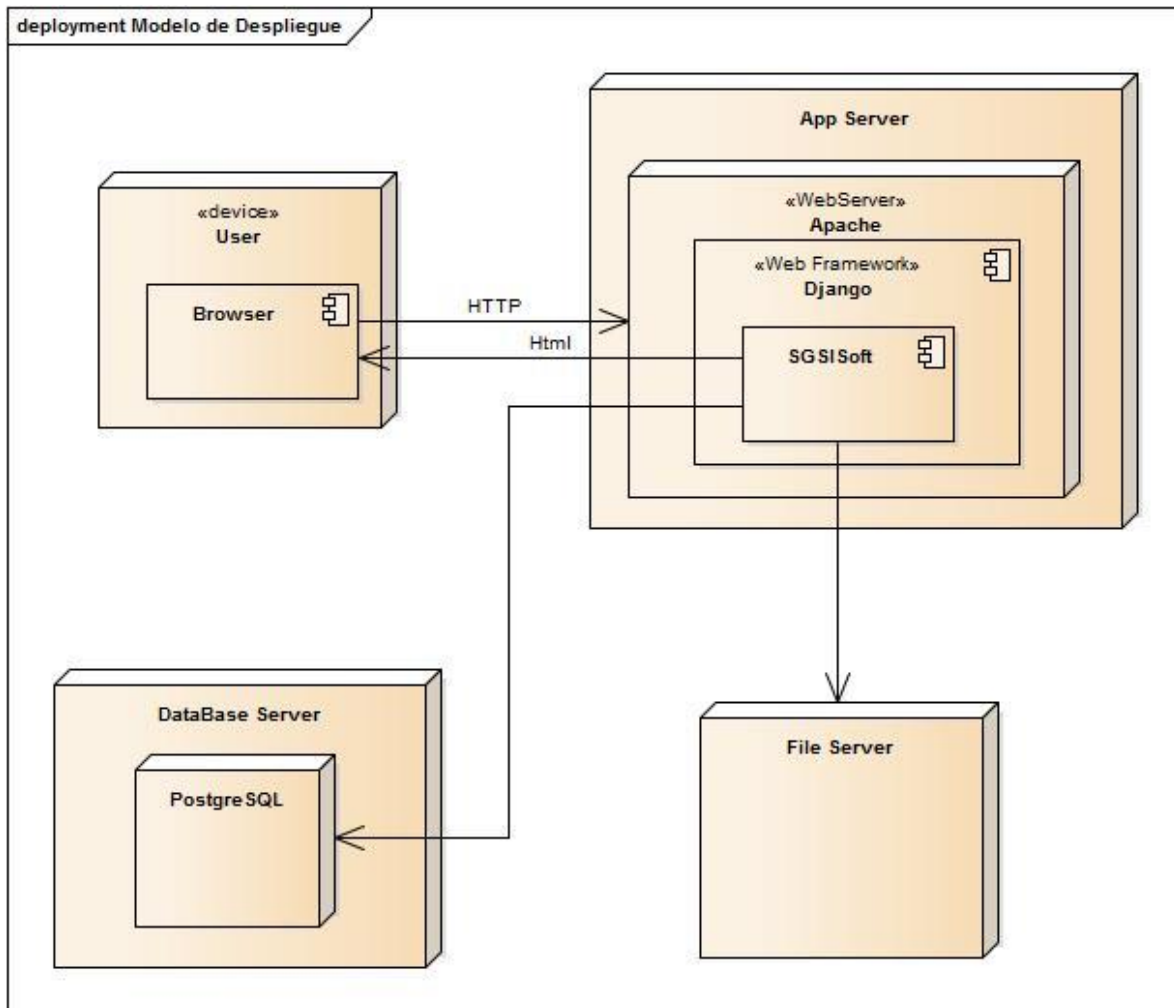 deployment Modelo de Despliegue
App Server
«WebServer»
Apache
«device»
User
«Web Framework»
Django
Browser
HTTP
Html
SGSISoft
DataBase Server
PostgreSQL
File Server